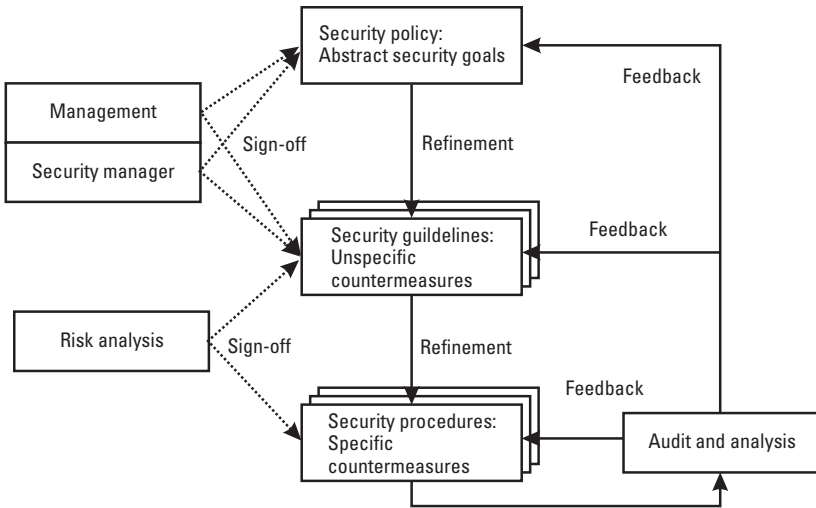 Security policy:
Abstract security goals
Feedback
Management
Sign-off
Refinement
Security manager
Security guildelines:
Unspecific
countermeasures
Feedback
Risk analysis
Sign-off
Refinement
Feedback
Security procedures:
Specific
countermeasures
Audit and analysis